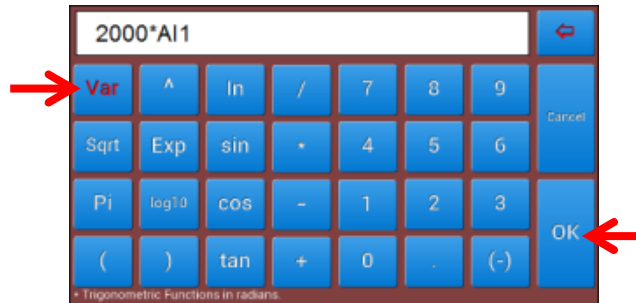 2000*AI1
Var ^ ln / 7 8 9 Cancel
Sqrt Exp sin * 4 5 6
Pi log10 cos - 1 2 3 OK
( ) tan + 0 . (-)
* Trigonometric Functions in radians.